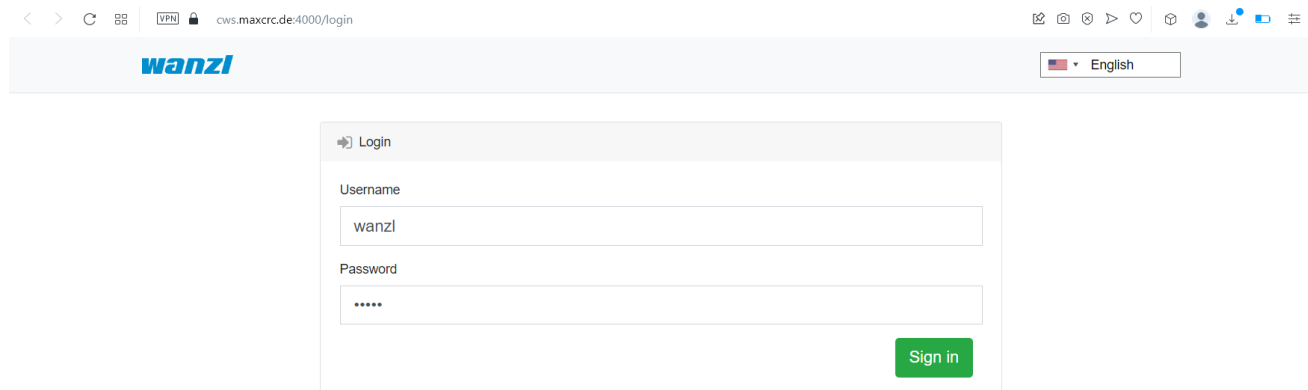 VPN cws.maxcrc.de:4000/login
wanzl English
Login
Username
wanzl
Password
•••••
Sign in